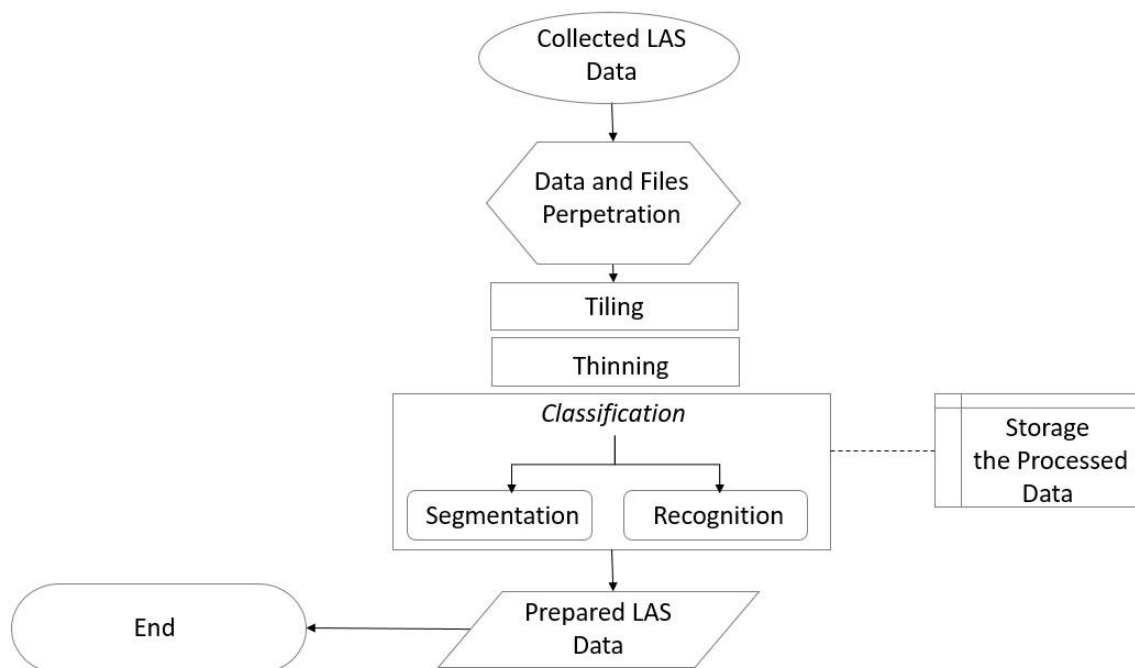 Collected LAS
Data
Data and Files
Perpetration
Tiling
Thinning
Classification
Segmentation
Recognition
Storage
the Processed
Data
Prepared LAS
Data
End